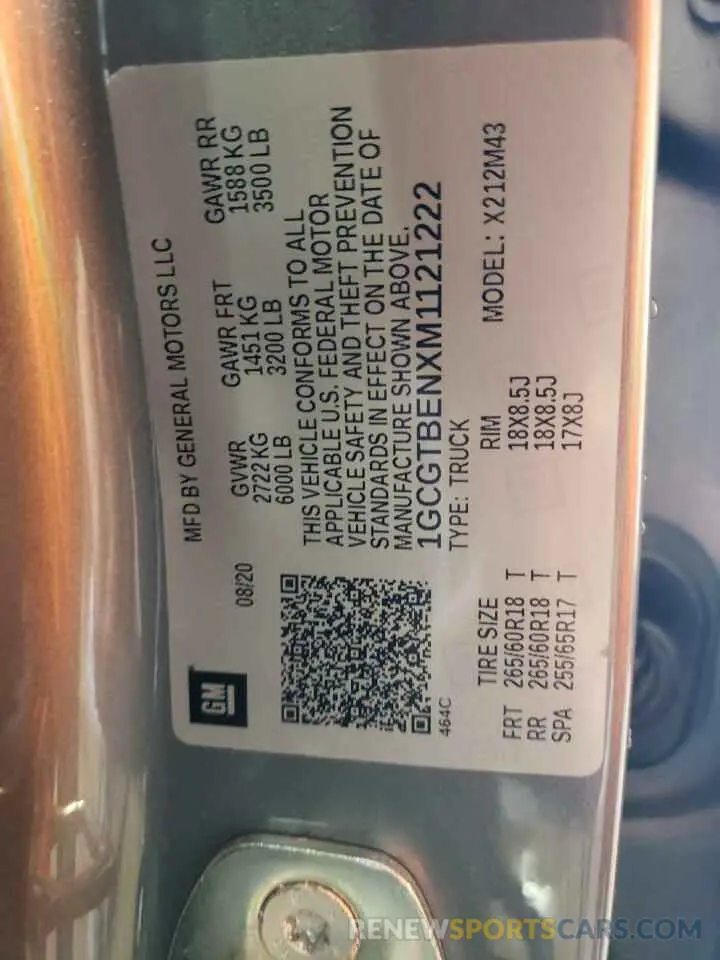 MFD BY GENERAL MOTORS LLC
GM
08/20
GVWR GAWR FRT GAWR RR
2722 KG 1451 KG 1588 KG
6000 LB 3200 LB 3500 LB
THIS VEHICLE CONFORMS TO ALL
APPLICABLE U.S. FEDERAL MOTOR
VEHICLE SAFETY AND THEFT PREVENTION
STANDARDS IN EFFECT ON THE DATE OF
MANUFACTURE SHOWN ABOVE.
1GCGTBENXM1121222
464C
TYPE: TRUCK MODEL: X212M43
TIRE SIZE RIM
FRT 265/60R18 T 18X8.5J
RR 265/60R18 T 18X8.5J
SPA 255/65R17 T 17X8J
RENEWSPORTSCARS.COM